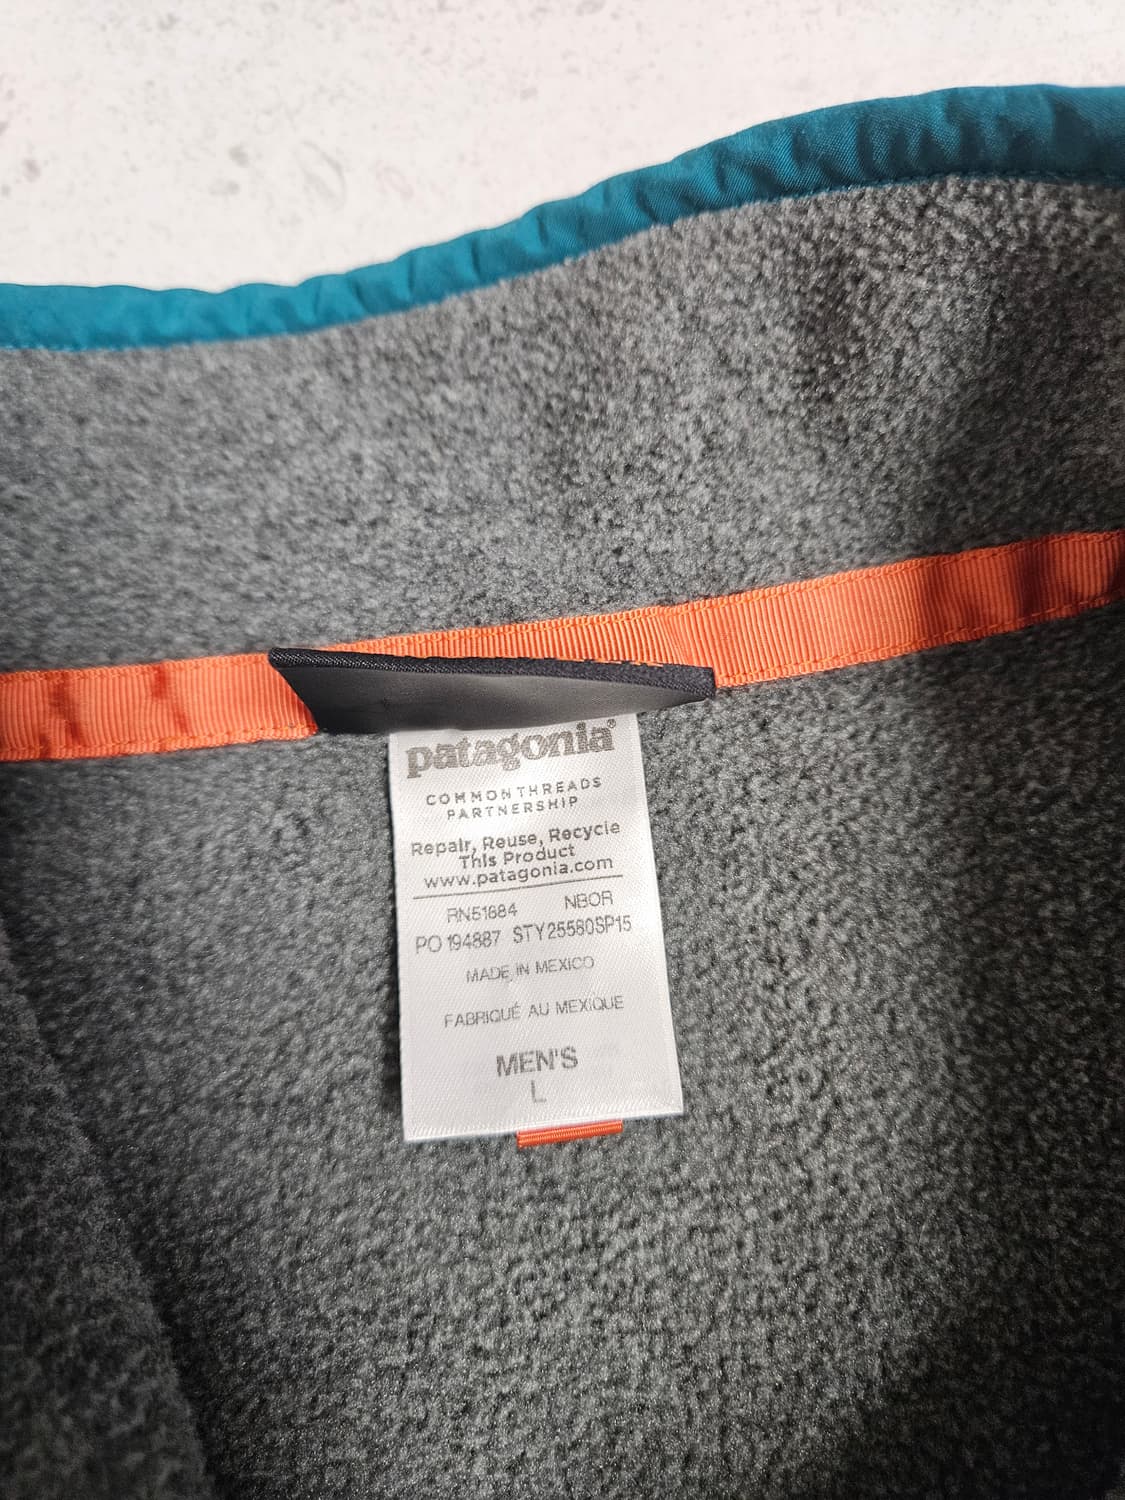 patagonia®
COMMON THREADS
PARTNERSHIP
Repair, Reuse, Recycle
This Product
www.patagonia.com
RN51884 NBOR
PO 194887 STY25580SP15
MADE IN MEXICO
FABRIQUÉ AU MEXIQUE
MEN'S
L